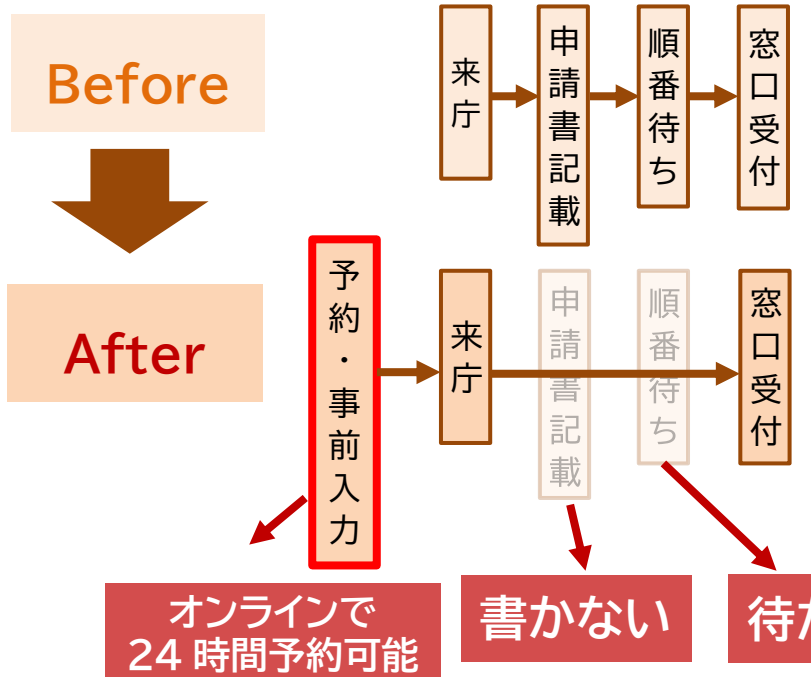 Before
来庁
申請書記載
順番待ち
窓口受付
After
予約・事前入力
来庁
申請書記載
順番待ち
窓口受付
オンラインで
24 時間予約可能
書かない
待